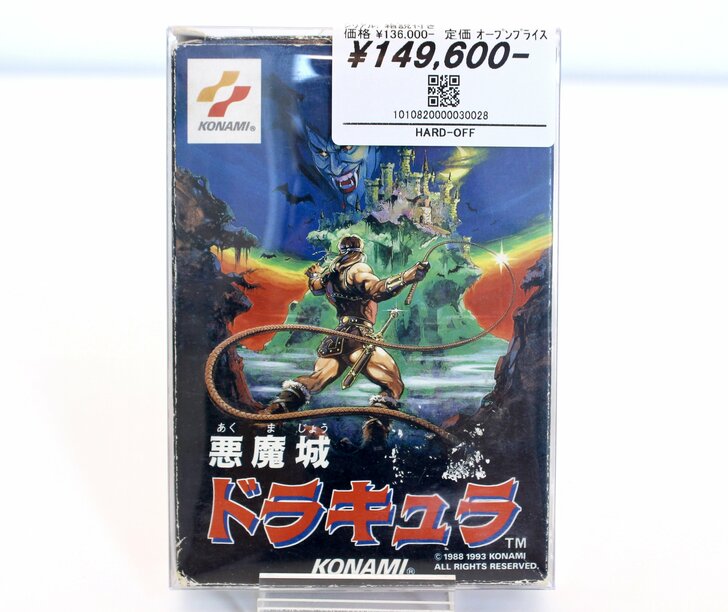 価格 ¥136,000- 定価 オープンプライス
¥149,600-
1010820000030028
HARD-OFF
KONAMI®
あくまじょう
悪魔城
ドラキュラ
TM
© 1988 1993 KONAMI
ALL RIGHTS RESERVED.
KONAMI®